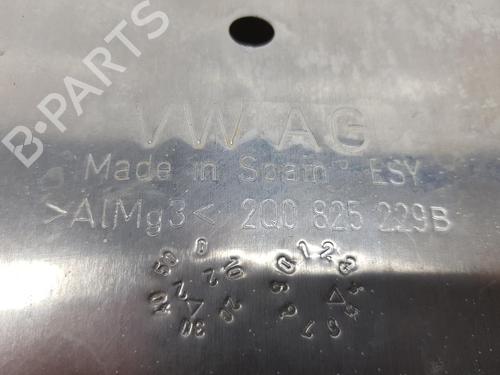 B-PARTS
VW AG
Made in Spain ESY
>AlMg3< 2Q0 825 229B